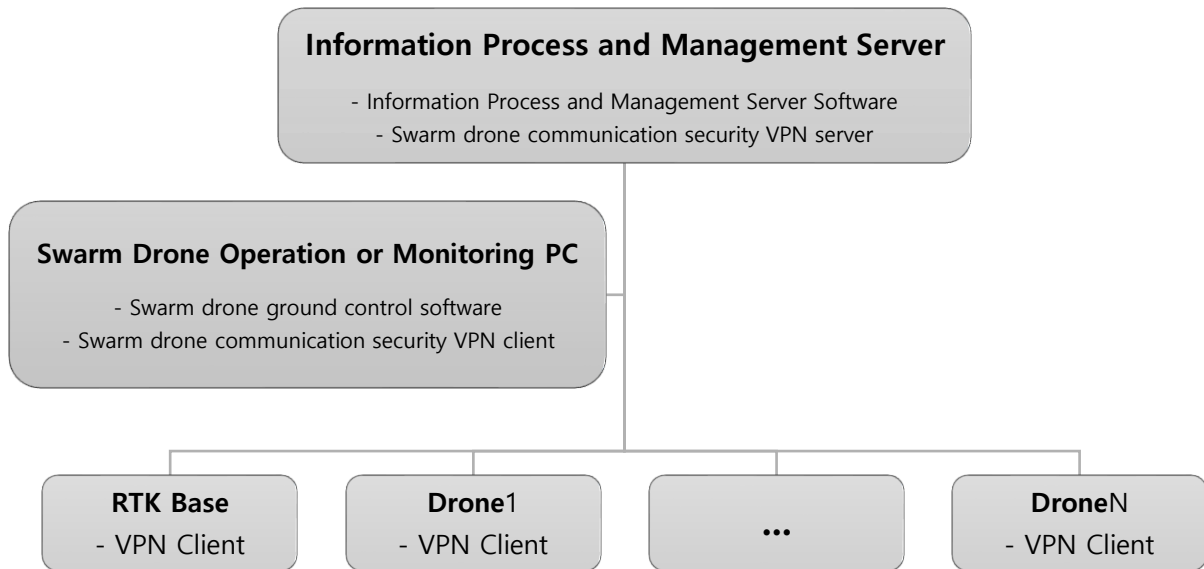 Information Process and Management Server
- Information Process and Management Server Software
- Swarm drone communication security VPN server
Swarm Drone Operation or Monitoring PC
- Swarm drone ground control software
- Swarm drone communication security VPN client
RTK Base
- VPN Client
Drone1
- VPN Client
...
DroneN
- VPN Client